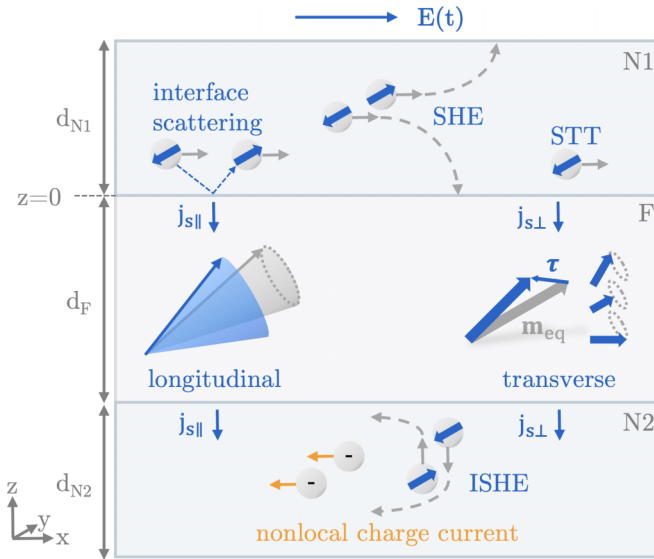 E(t)
N1
interface
scattering
SHE
STT
d_N1
z=0
j_s∥
j_s⊥
F
d_F
τ
m_eq
longitudinal
transverse
j_s∥
j_s⊥
N2
d_N2
-
-
ISHE
nonlocal charge current
z
y
x